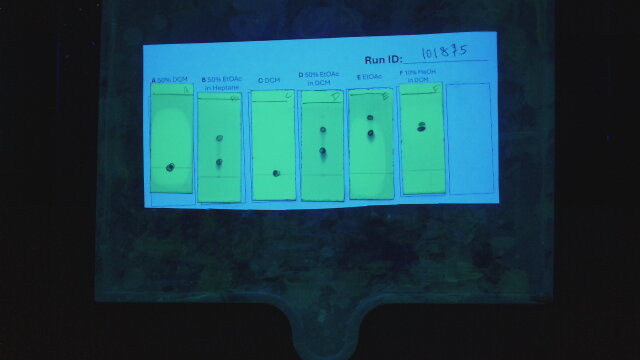 Run ID: 101875
A 50% DCM
B 50% EtOAc
in Heptane
C DCM
D 50% EtOAc
in DCM
E EtOAc
F 10% MeOH
in DCM
A
B
C
D
E
F